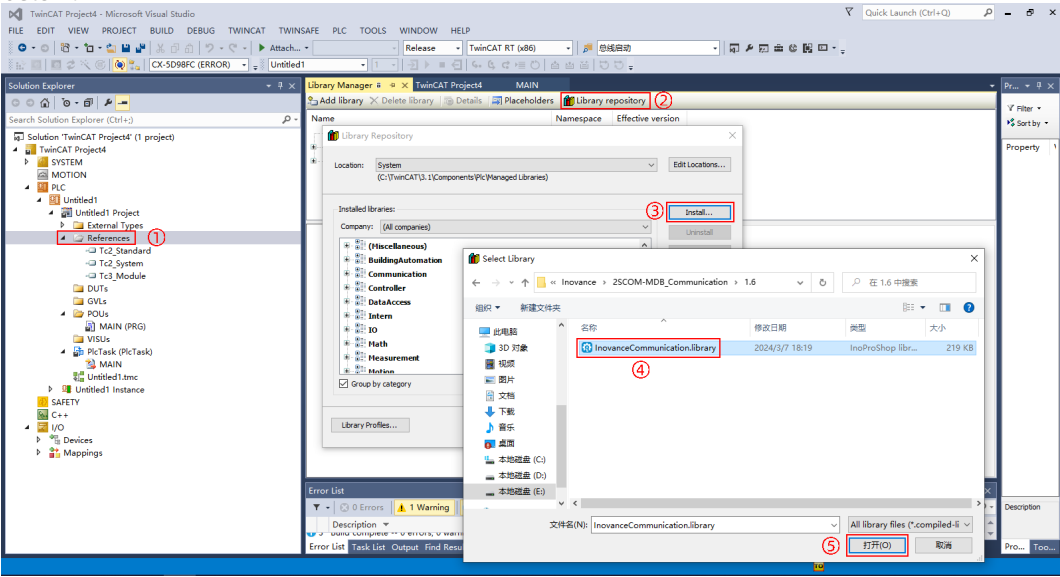 TwinCAT Project4 - Microsoft Visual Studio
Quick Launch (Ctrl+Q)
FILE EDIT VIEW PROJECT BUILD DEBUG TWINCAT TWINSAFE PLC TOOLS WINDOW HELP
Attach... Release TwinCAT RT (x86) 总线启动
CX-5D98FC (ERROR) Untitled1 1
Solution Explorer
Search Solution Explorer (Ctrl+;)
Solution 'TwinCAT Project4' (1 project)
TwinCAT Project4
SYSTEM
MOTION
PLC
Untitled1
Untitled1 Project
External Types
References ①
Tc2_Standard
Tc2_System
Tc3_Module
DUTs
GVLs
POUs
MAIN (PRG)
VISUs
PlcTask (PlcTask)
MAIN
Untitled1.tmc
Untitled1 Instance
SAFETY
C++
I/O
Devices
Mappings
Library Manager TwinCAT Project4 MAIN
Add library Delete library Details Placeholders Library repository ②
Name Namespace Effective version
Library Repository
Location: System Edit Locations...
(C:\TwinCAT\3.1\Components\Plc\Managed Libraries)
Installed libraries:
③ Install...
Company: (All companies)
Uninstall
(Miscellaneous)
BuildingAutomation
Communication
Controller
DataAccess
Intern
IO
Math
Measurement
Motion
Group by category
Library Profiles...
Select Library
« Inovance > 2SCOM-MDB_Communication > 1.6
在 1.6 中搜索
组织 新建文件夹
名称 修改日期 类型 大小
InovanceCommunication.library 2024/3/7 18:19 InoProShop libr... 219 KB
④
此电脑
3D 对象
视频
图片
文档
下载
音乐
桌面
本地磁盘 (C:)
本地磁盘 (D:)
本地磁盘 (E:)
文件名(N): InovanceCommunication.library All library files (*.compiled-li
⑤ 打开(O) 取消
Error List
0 Errors 1 Warning
Description
Error List Task List Output Find Resu
Pr...
Filter
Sort by
Property
Description
Pro... Too...